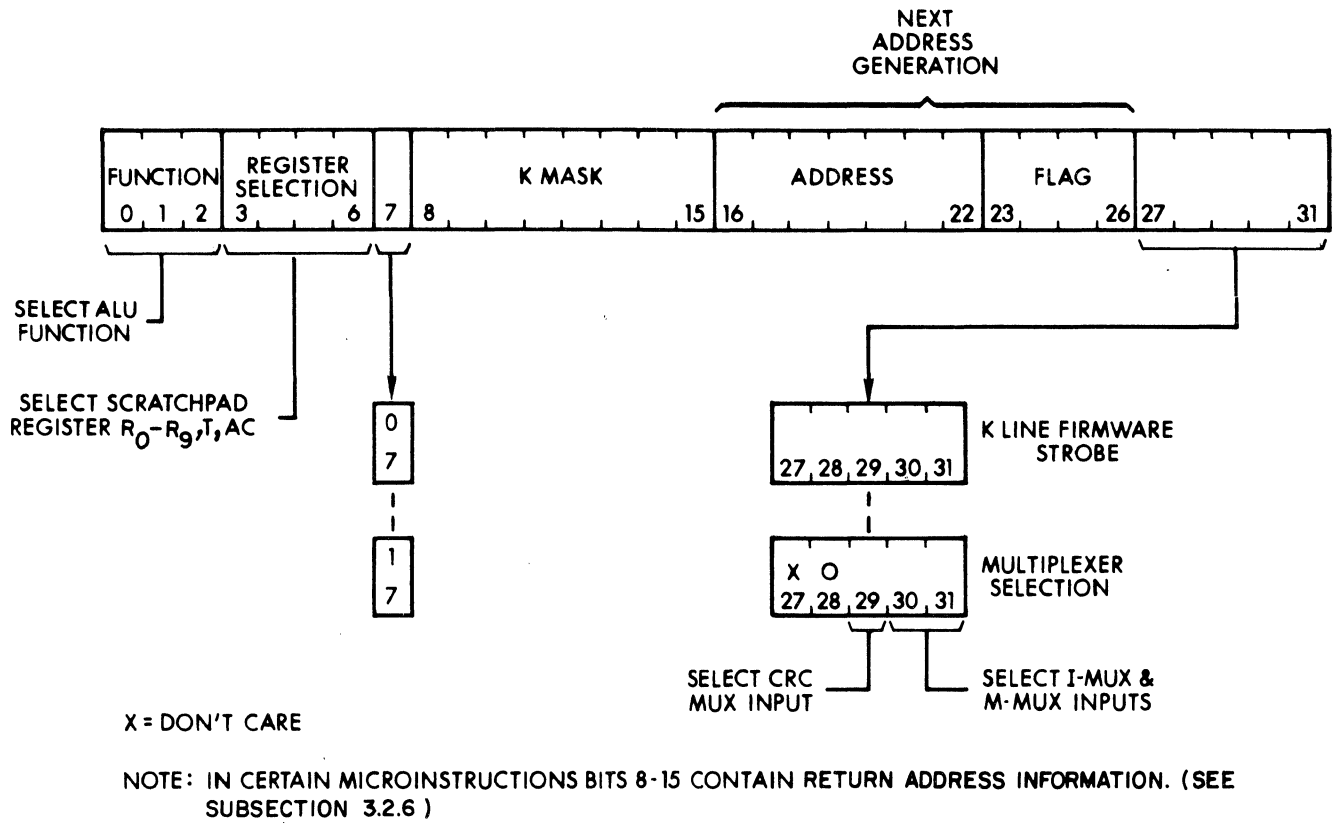 NEXT
ADDRESS
GENERATION
FUNCTION
REGISTER
SELECTION
K MASK
ADDRESS
FLAG
0 1 2 3 6 7 8 15 16 22 23 26 27 31
SELECT ALU
FUNCTION
SELECT SCRATCHPAD
REGISTER R0-R9,T,AC
0
7
K LINE FIRMWARE
STROBE
27 28 29 30 31
1
7
X O
27 28 29 30 31
MULTIPLEXER
SELECTION
SELECT CRC
MUX INPUT
SELECT I-MUX &
M-MUX INPUTS
X = DON'T CARE
NOTE: IN CERTAIN MICROINSTRUCTIONS BITS 8-15 CONTAIN RETURN ADDRESS INFORMATION. (SEE
SUBSECTION 3.2.6 )